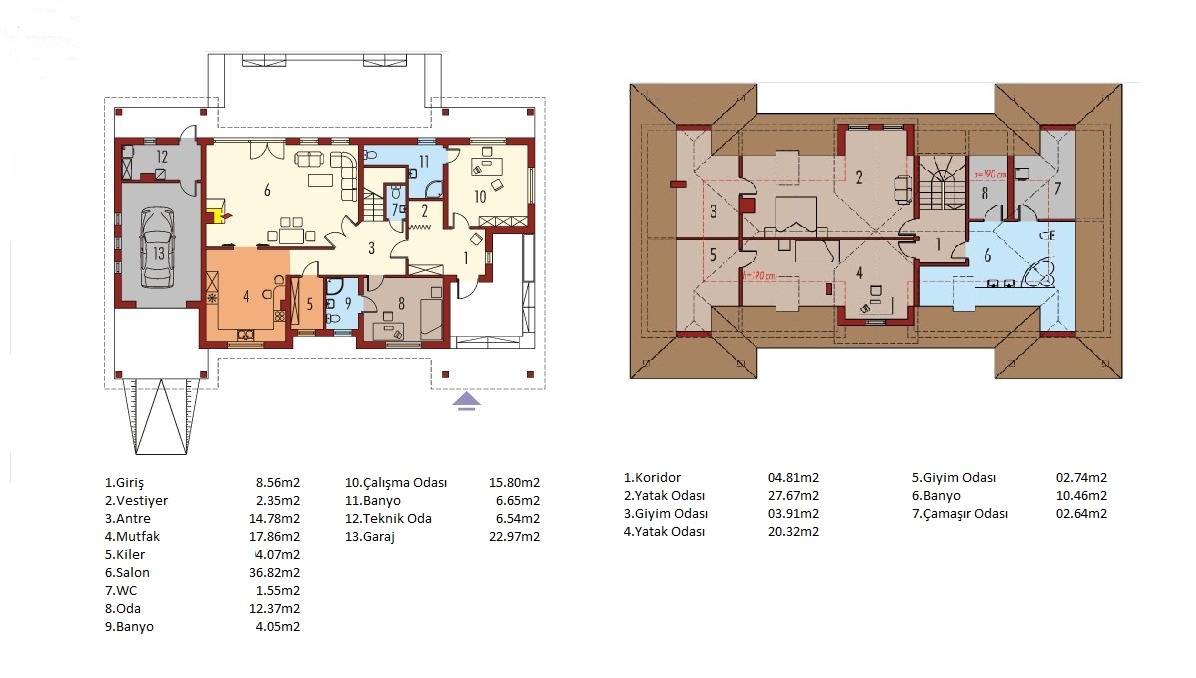 12
11
6
10
7
2
13
3
1
4
5
9
8
h=190 cm
2
8
7
3
1
5
6
4
h=190 cm
1.Giriş 8.56m2
2.Vestiyer 2.35m2
3.Antre 14.78m2
4.Mutfak 17.86m2
5.Kiler 4.07m2
6.Salon 36.82m2
7.WC 1.55m2
8.Oda 12.37m2
9.Banyo 4.05m2
10.Çalışma Odası 15.80m2
11.Banyo 6.65m2
12.Teknik Oda 6.54m2
13.Garaj 22.97m2
1.Koridor 04.81m2
2.Yatak Odası 27.67m2
3.Giyim Odası 03.91m2
4.Yatak Odası 20.32m2
5.Giyim Odası 02.74m2
6.Banyo 10.46m2
7.Çamaşır Odası 02.64m2